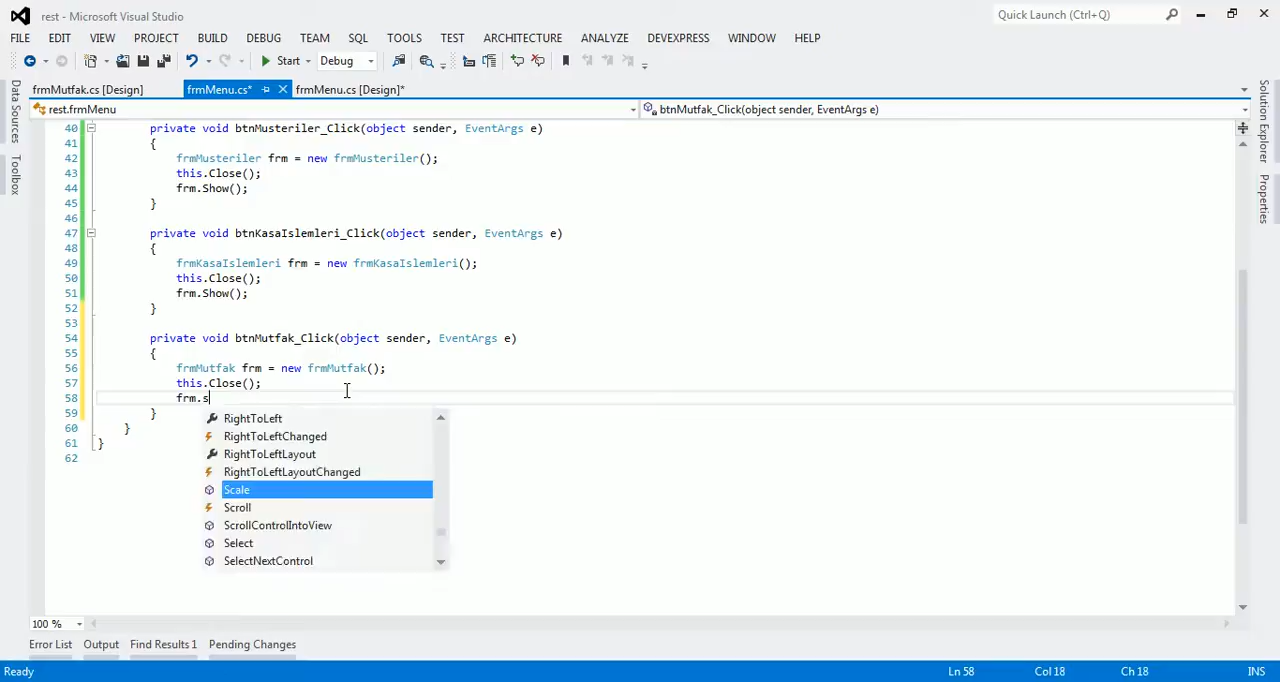 rest - Microsoft Visual Studio
Quick Launch (Ctrl+Q)
FILE EDIT VIEW PROJECT BUILD DEBUG TEAM SQL TOOLS TEST ARCHITECTURE ANALYZE DEVEXPRESS WINDOW HELP
Start Debug
frmMutfak.cs [Design] frmMenu.cs* frmMenu.cs [Design]*
rest.frmMenu btnMutfak_Click(object sender, EventArgs e)
Data Sources
Toolbox
Solution Explorer
Properties
40 private void btnMusteriler_Click(object sender, EventArgs e)
41 {
42 frmMusteriler frm = new frmMusteriler();
43 this.Close();
44 frm.Show();
45 }
46
47 private void btnKasaIslemleri_Click(object sender, EventArgs e)
48 {
49 frmKasaIslemleri frm = new frmKasaIslemleri();
50 this.Close();
51 frm.Show();
52 }
53
54 private void btnMutfak_Click(object sender, EventArgs e)
55 {
56 frmMutfak frm = new frmMutfak();
57 this.Close();
58 frm.s
59 }
60 }
61 }
62
RightToLeft
RightToLeftChanged
RightToLeftLayout
RightToLeftLayoutChanged
Scale
Scroll
ScrollControlIntoView
Select
SelectNextControl
100 %
Error List Output Find Results 1 Pending Changes
Ready Ln 58 Col 18 Ch 18 INS